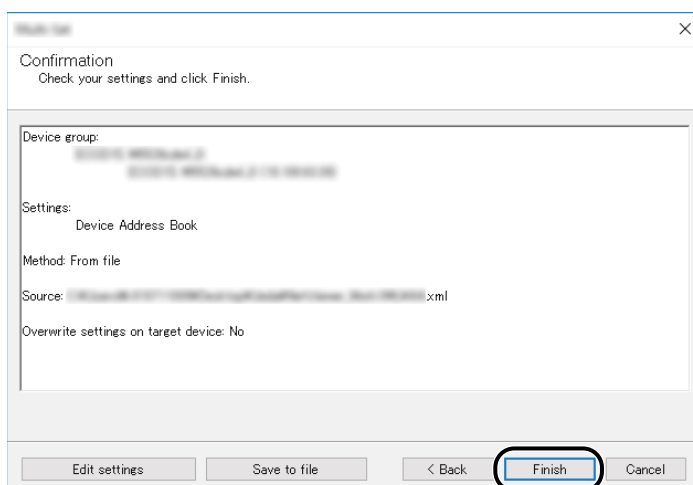 Confirmation
Check your settings and click Finish.
Device group:
Settings:
Device Address Book
Method: From file
Source: .xml
Overwrite settings on target device: No
Edit settings Save to file < Back Finish Cancel